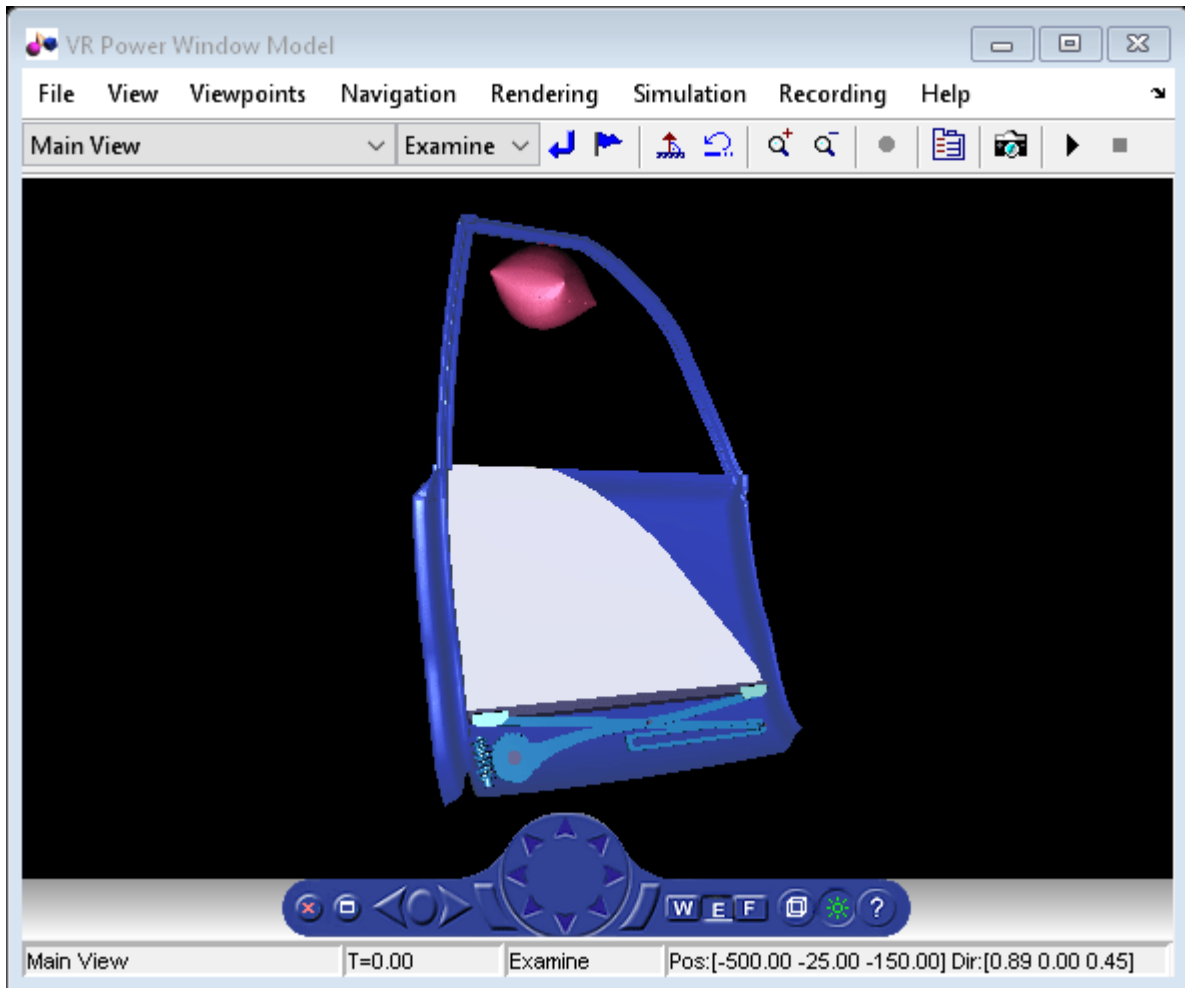 VR Power Window Model
File View Viewpoints Navigation Rendering Simulation Recording Help
Main View Examine
W E F ?
Main View T=0.00 Examine Pos:[-500.00 -25.00 -150.00] Dir:[0.89 0.00 0.45]